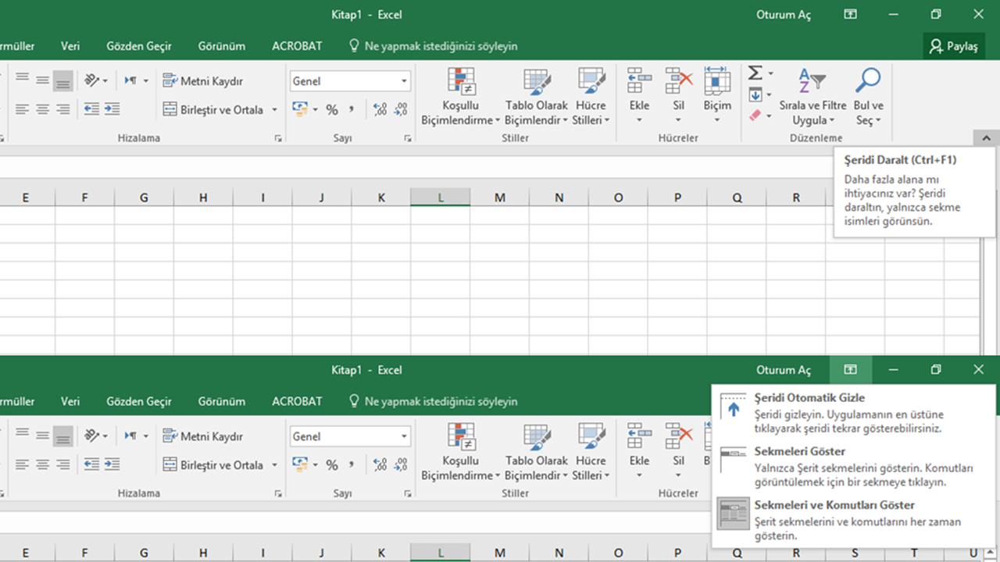 Kitap1 - Excel
Oturum Aç
rmüller Veri Gözden Geçir Görünüm ACROBAT Ne yapmak istediğinizi söyleyin Paylaş
Metni Kaydır
Genel
Birleştir ve Ortala
%
Koşullu Biçimlendirme
Tablo Olarak Biçimlendir
Hücre Stilleri
Ekle
Sil
Biçim
Sırala ve Filtre Uygula
Bul ve Seç
Hizalama Sayı Stiller Hücreler Düzenleme
Şeridi Daralt (Ctrl+F1)
Daha fazla alana mı
ihtiyacınız var? Şeridi
daraltın, yalnızca sekme
isimleri görünsün.
E F G H I J K L M N O P Q R
Kitap1 - Excel
Oturum Aç
rmüller Veri Gözden Geçir Görünüm ACROBAT Ne yapmak istediğinizi söyleyin
Metni Kaydır
Genel
Birleştir ve Ortala
%
Koşullu Biçimlendirme
Tablo Olarak Biçimlendir
Hücre Stilleri
Ekle
Sil
B
Hizalama Sayı Stiller Hücreler
Şeridi Otomatik Gizle
Şeridi gizleyin. Uygulamanın en üstüne
tıklayarak şeridi tekrar gösterebilirsiniz.
Sekmeleri Göster
Yalnızca Şerit sekmelerini gösterin. Komutları
görüntülemek için bir sekmeye tıklayın.
Sekmeleri ve Komutları Göster
Şerit sekmelerini ve komutlarını her zaman
gösterin.
E F G H I J K L M N O P Q R S T U